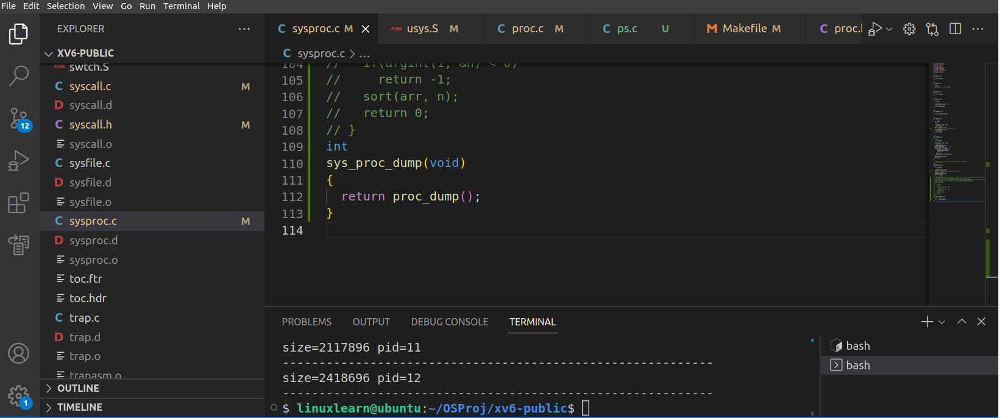 File Edit Selection View Go Run Terminal Help
EXPLORER ...
C sysproc.c M
ASM usys.S M
C proc.c M
C ps.c U
M Makefile M
C proc.h
XV6-PUBLIC
C sysproc.c > ...
ASM swtch.S
C syscall.c M
D syscall.d
C syscall.h M
syscall.o
C sysfile.c
D sysfile.d
sysfile.o
C sysproc.c M
D sysproc.d
sysproc.o
toc.ftr
toc.hdr
C trap.c
D trap.d
trap.o
trapasm.o
OUTLINE
TIMELINE
12
1
104 // if(argint(1, &n) < 0)
105 // return -1;
106 // sort(arr, n);
107 // return 0;
108 // }
109 int
110 sys_proc_dump(void)
111 {
112 return proc_dump();
113 }
114
PROBLEMS OUTPUT DEBUG CONSOLE TERMINAL
size=2117896 pid=11
-----------------------------------------------------------
size=2418696 pid=12
-----------------------------------------------------------
$ linuxlearn@ubuntu:~/OSProj/xv6-public$
bash
bash